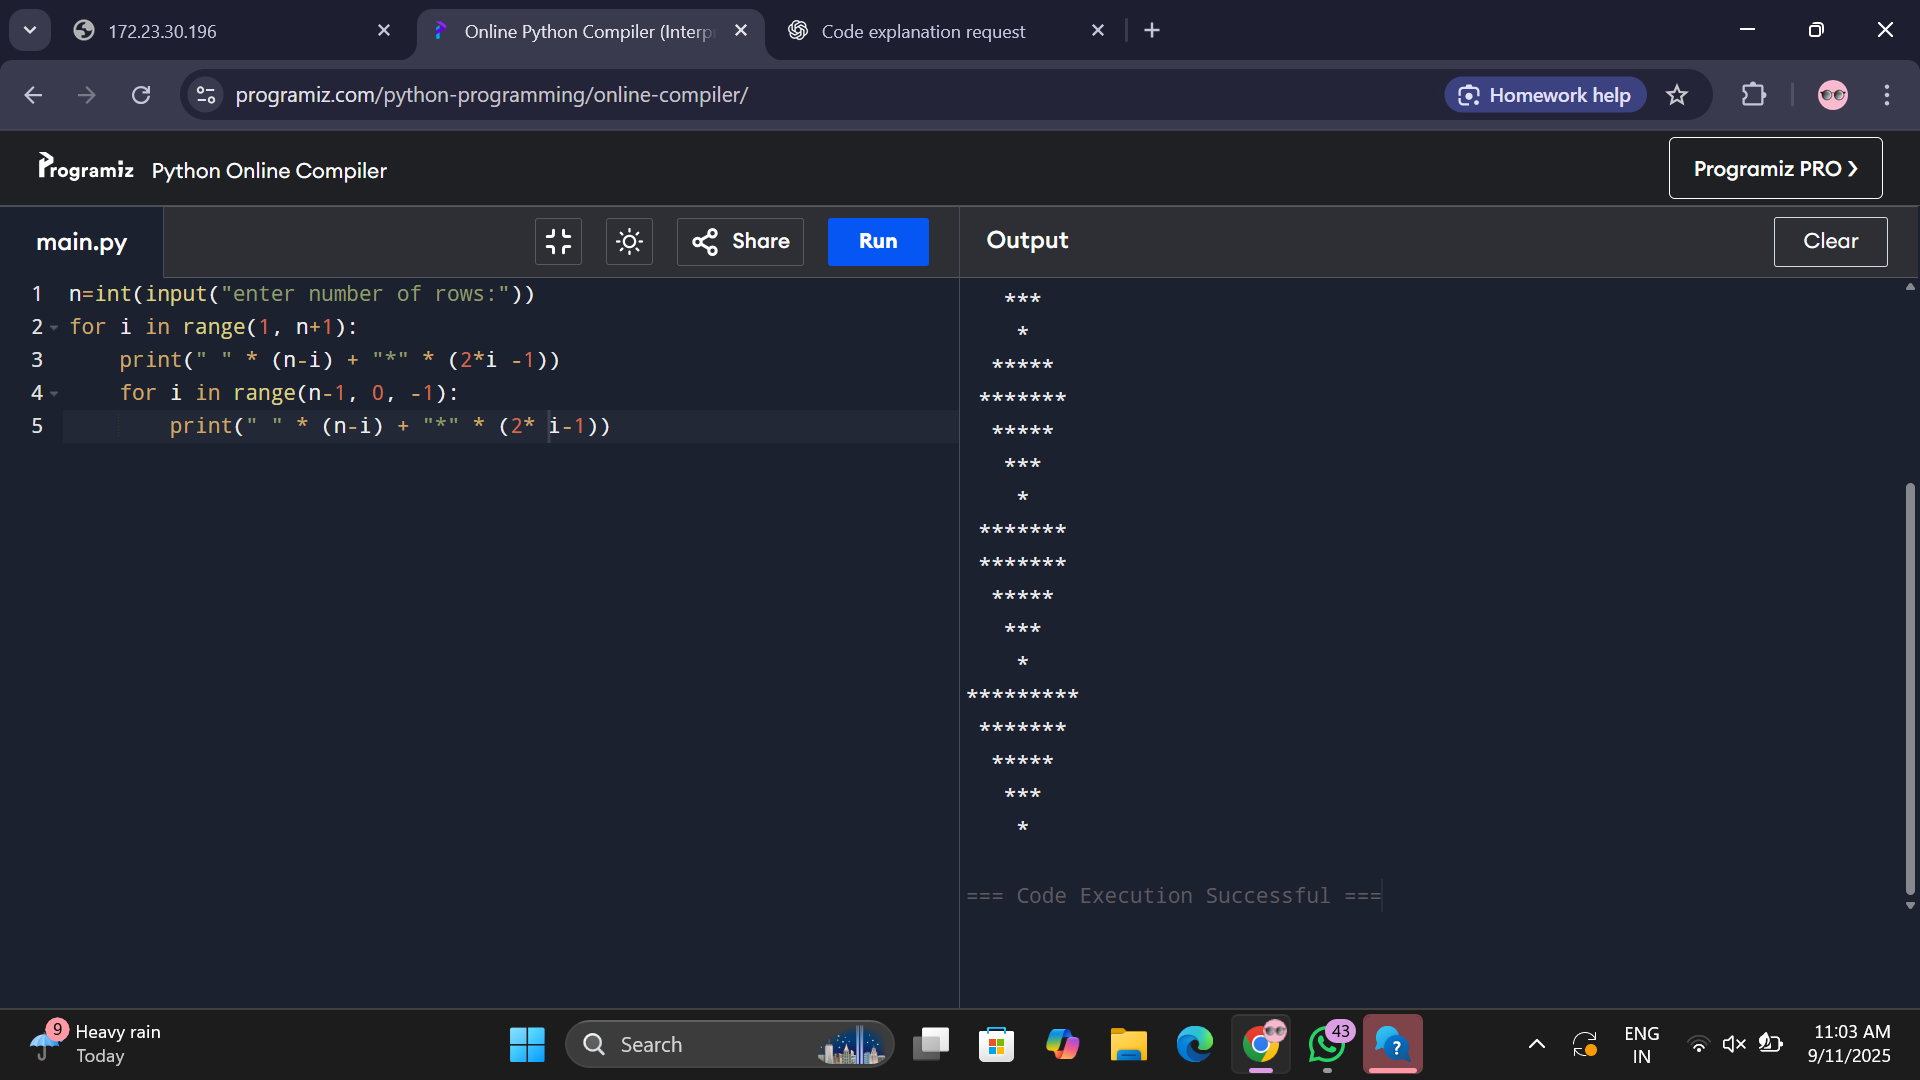 172.23.30.196
Online Python Compiler (Interp
Code explanation request
programiz.com/python-programming/online-compiler/
Homework help
Programiz
Python Online Compiler
Programiz PRO
main.py
Share
Run
Output
Clear
1 n=int(input("enter number of rows:"))
2 for i in range(1, n+1):
3     print(" " * (n-i) + "*" * (2*i -1))
4     for i in range(n-1, 0, -1):
5         print(" " * (n-i) + "*" * (2* i-1))
   ***
    *
  *****
 *******
  *****
   ***
    *
 *******
 *******
  *****
   ***
    *
*********
 *******
  *****
   ***
    *
=== Code Execution Successful ===
9
Heavy rain
Today
Search
43
ENG
IN
11:03 AM
9/11/2025